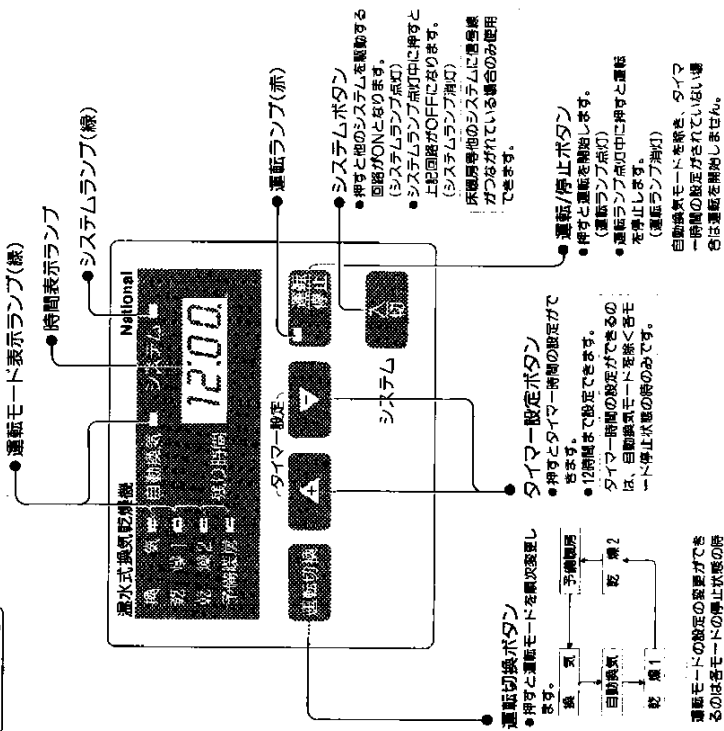 ●運転モード表示ランプ(緑)
●時間表示ランプ
●システムランプ(緑)
温水式換気乾燥機
National
換 気
自動換気
システム
乾 燥 1
乾 燥 2
予備暖房
残り時間
12:00
タイマー設定
運転切換
+
−
運転
停止
システム
入
切
●運転ランプ(赤)
●システムボタン
●押すと他のシステムを駆動する
回路がONとなります。
(システムランプ点灯)
●システムランプ点灯中に押すと
上記回路がOFFになります。
(システムランプ消灯)
床暖房等他のシステムに信号線
がつながれている場合のみ使用
できます。
●運転/停止ボタン
●押すと運転を開始します。
(運転ランプ点灯)
●運転ランプ点灯中に押すと運転
を停止します。
(運転ランプ消灯)
自動換気モードを除き、タイマ
ー時間の設定がされていない場
合は運転を開始しません。
タイマー設定ボタン
●押すとタイマー時間の設定がで
きます。
●12時間まで設定できます。
タイマー時間の設定ができるの
は、自動換気モードを除く各モ
ード停止状態の時のみです。
運転切換ボタン
●押すと運転モードを順次変更し
ます。
換 気
予備暖房
自動換気
乾 燥 1
乾 燥 2
運転モードの設定の変更ができ
るのは各モードの停止状態の時